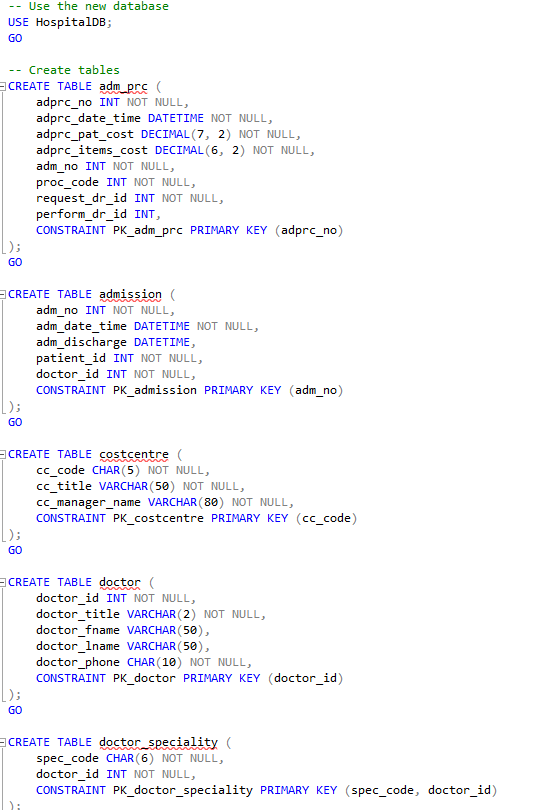 -- Use the new database
USE HospitalDB;
GO
-- Create tables
CREATE TABLE adm_prc (
adprc_no INT NOT NULL,
adprc_date_time DATETIME NOT NULL,
adprc_pat_cost DECIMAL(7, 2) NOT NULL,
adprc_items_cost DECIMAL(6, 2) NOT NULL,
adm_no INT NOT NULL,
proc_code INT NOT NULL,
request_dr_id INT NOT NULL,
perform_dr_id INT,
CONSTRAINT PK_adm_prc PRIMARY KEY (adprc_no)
);
GO
CREATE TABLE admission (
adm_no INT NOT NULL,
adm_date_time DATETIME NOT NULL,
adm_discharge DATETIME,
patient_id INT NOT NULL,
doctor_id INT NOT NULL,
CONSTRAINT PK_admission PRIMARY KEY (adm_no)
);
GO
CREATE TABLE costcentre (
cc_code CHAR(5) NOT NULL,
cc_title VARCHAR(50) NOT NULL,
cc_manager_name VARCHAR(80) NOT NULL,
CONSTRAINT PK_costcentre PRIMARY KEY (cc_code)
);
GO
CREATE TABLE doctor (
doctor_id INT NOT NULL,
doctor_title VARCHAR(2) NOT NULL,
doctor_fname VARCHAR(50),
doctor_lname VARCHAR(50),
doctor_phone CHAR(10) NOT NULL,
CONSTRAINT PK_doctor PRIMARY KEY (doctor_id)
);
GO
CREATE TABLE doctor_speciality (
spec_code CHAR(6) NOT NULL,
doctor_id INT NOT NULL,
CONSTRAINT PK_doctor_speciality PRIMARY KEY (spec_code, doctor_id)
);